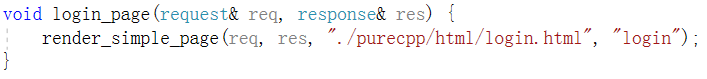 void login_page(request& req, response& res) {
    render_simple_page(req, res, "./purecpp/html/login.html", "login");
}